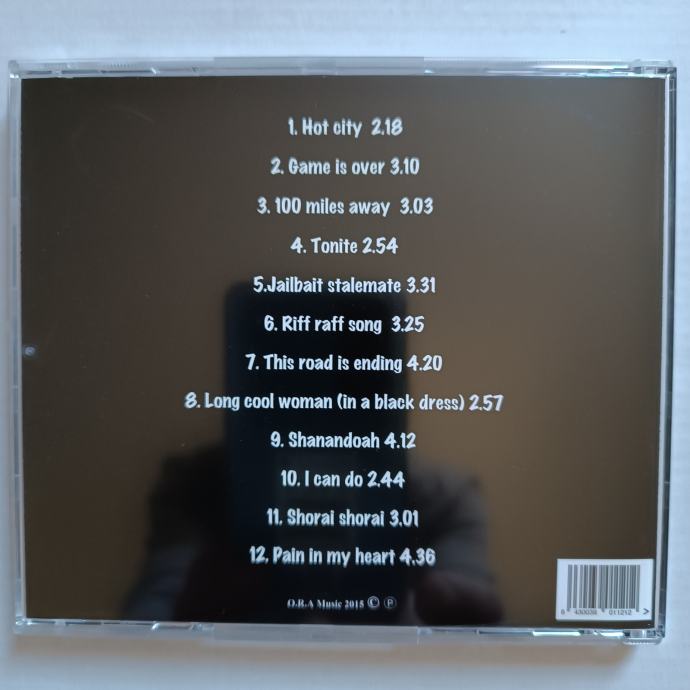 1. Hot city 2.18
2. Game is over 3.10
3. 100 miles away 3.03
4. Tonite 2.54
5.Jailbait stalemate 3.31
6. Riff raff song 3.25
7. This road is ending 4.20
8. Long cool woman (in a black dress) 2.57
9. Shanandoah 4.12
10. I can do 2.44
11. Shorai shorai 3.01
12. Pain in my heart 4.36
O.R.A Music 2015 © ℗